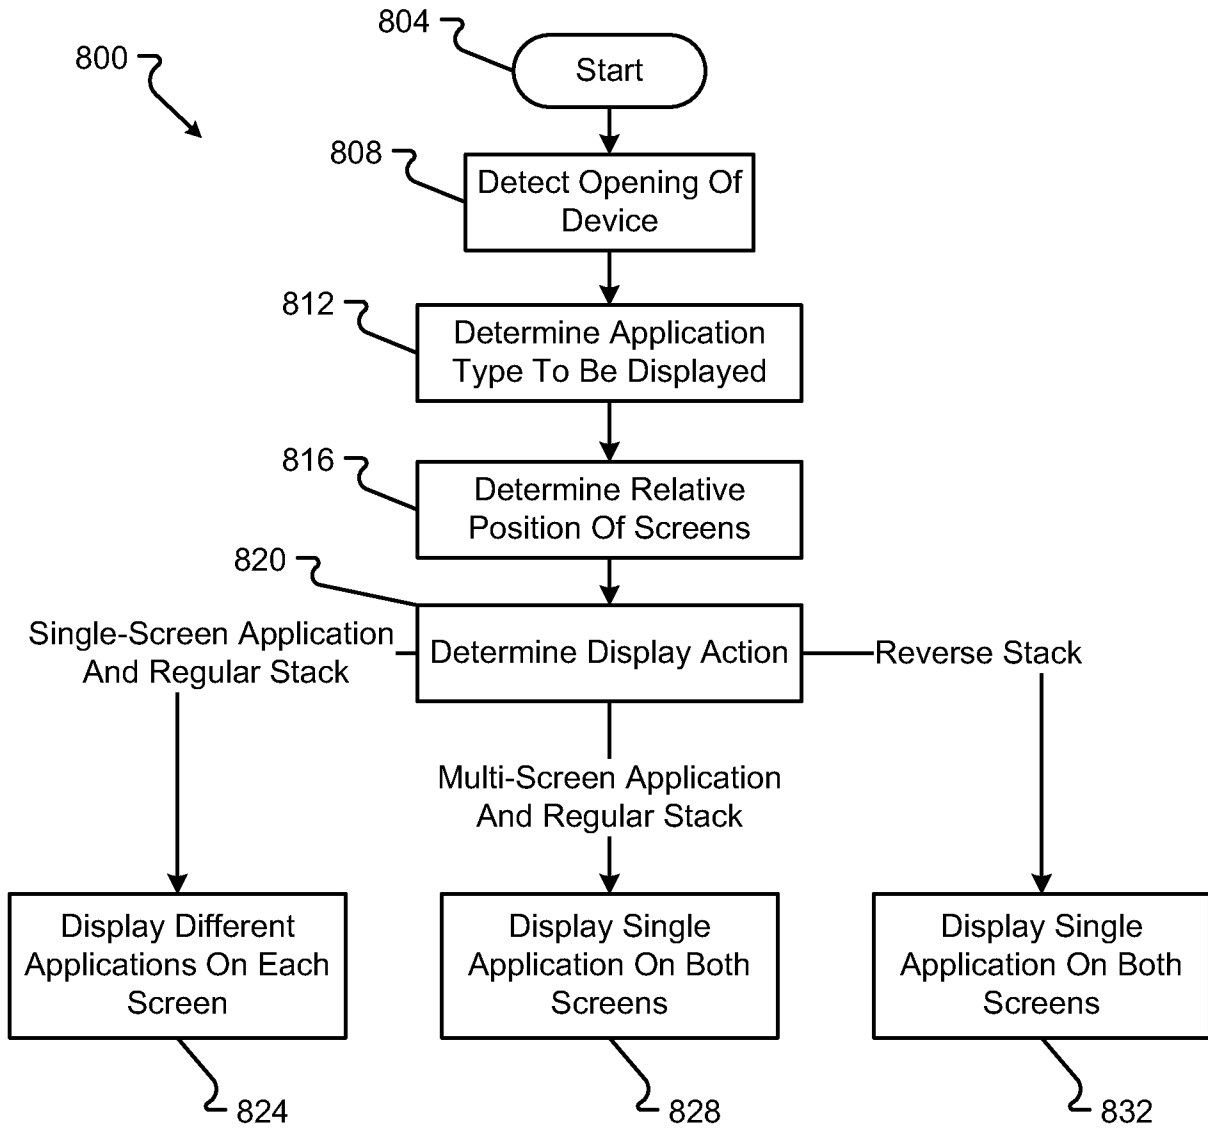 804
Start
800
808
Detect Opening Of
Device
812
Determine Application
Type To Be Displayed
816
Determine Relative
Position Of Screens
820
Single-Screen Application
And Regular Stack
Determine Display Action
Reverse Stack
Multi-Screen Application
And Regular Stack
Display Different
Applications On Each
Screen
Display Single
Application On Both
Screens
Display Single
Application On Both
Screens
824
828
832